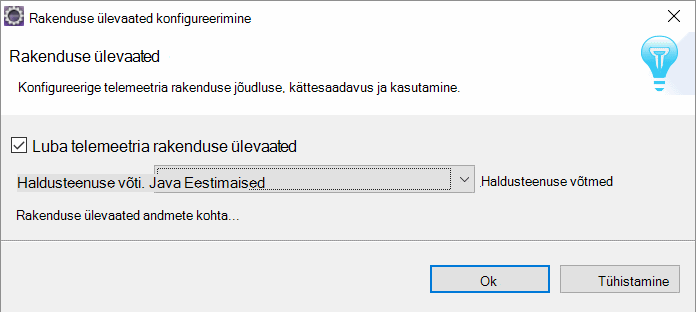 Rakenduse ülevaated konfigureerimine
Rakenduse ülevaated
Konfigureerige telemeetria rakenduse jõudluse, kättesaadavus ja kasutamine.
Luba telemeetria rakenduse ülevaated
Haldusteenuse võti. Java Eestimaised Haldusteenuse võtmed
Rakenduse ülevaated andmete kohta...
Ok Tühistamine